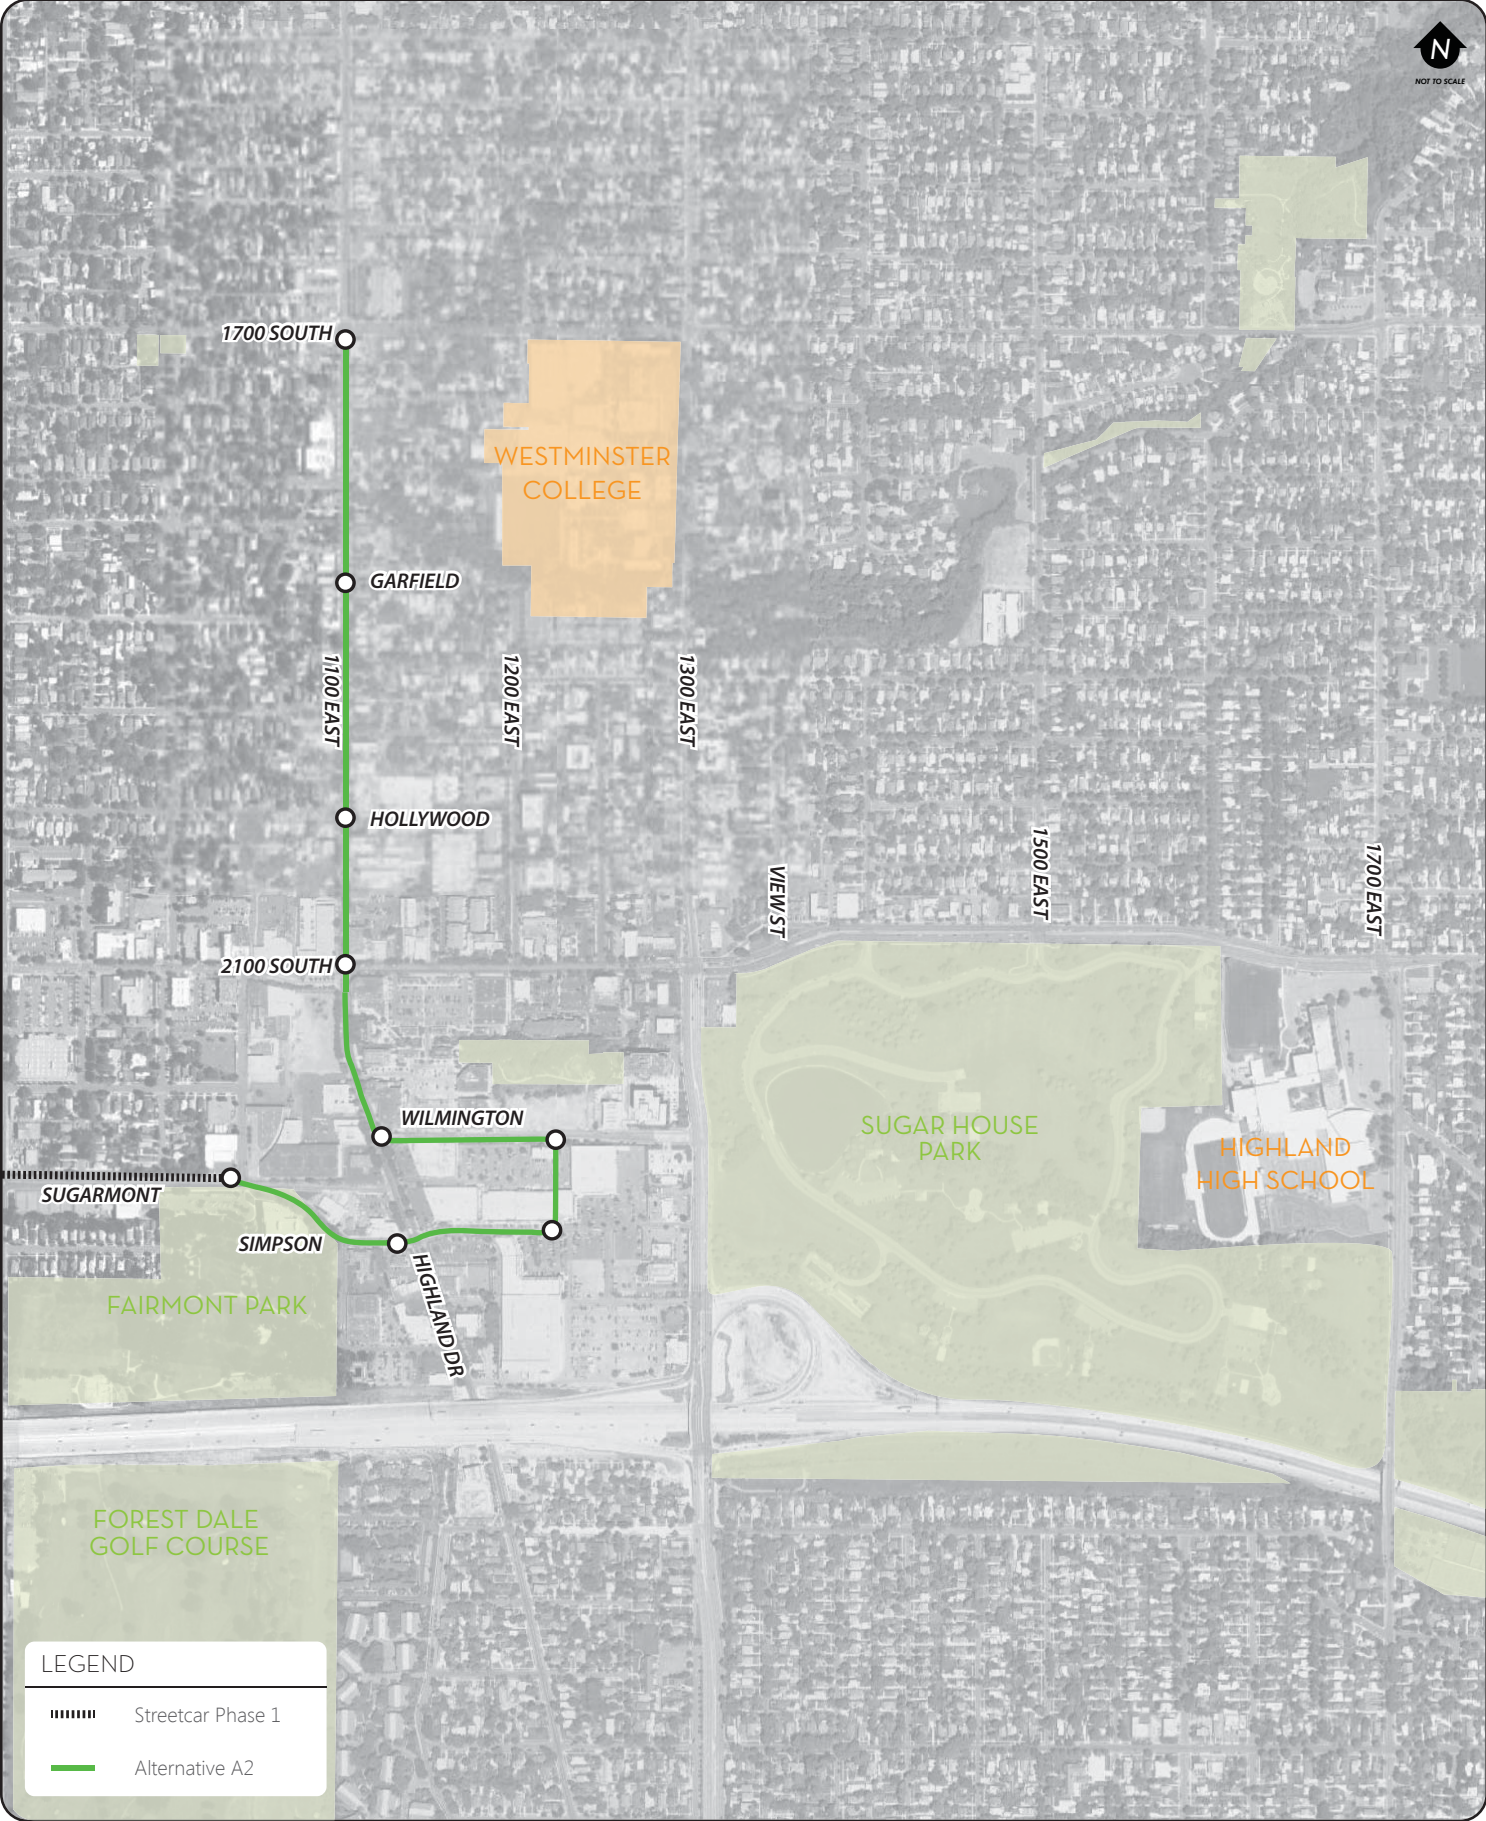 N
NOT TO SCALE
1700 SOUTH
WESTMINSTER
COLLEGE
GARFIELD
1100 EAST
1200 EAST
1300 EAST
HOLLYWOOD
VIEW ST
1500 EAST
1700 EAST
2100 SOUTH
WILMINGTON
SUGAR HOUSE
PARK
HIGHLAND
HIGH SCHOOL
SUGARMONT
SIMPSON
HIGHLAND DR
FAIRMONT PARK
FOREST DALE
GOLF COURSE
LEGEND
Streetcar Phase 1
Alternative A2